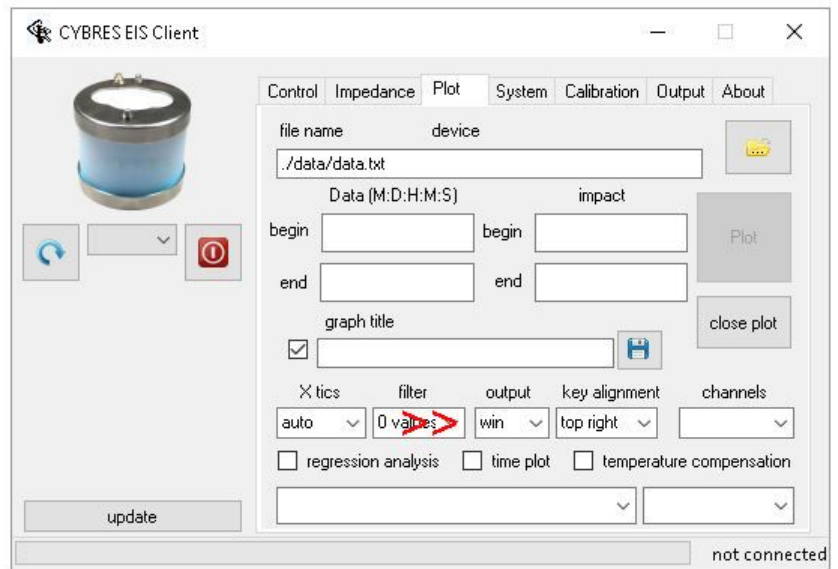 CYBRES EIS Client
Control Impedance Plot System Calibration Output About
file name device
./data/data.txt
Data (M:D:H:M:S) impact
begin begin
Plot
end end
graph title
close plot
X tics filter output key alignment channels
auto 0 values >> win top right
regression analysis time plot temperature compensation
update
not connected